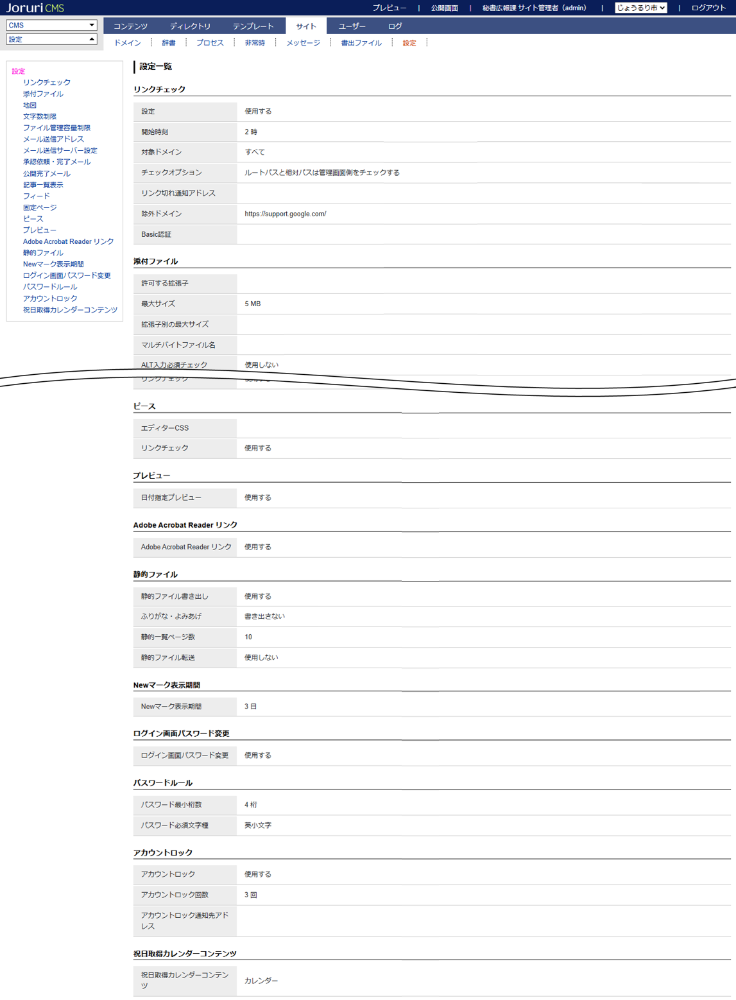 Joruri CMS
プレビュー | 公開画面 | 秘書広報課 サイト管理者（admin） | じょうるり市 | ログアウト
CMS
設定
コンテンツ ディレクトリ テンプレート サイト ユーザー ログ
ドメイン 辞書 プロセス 非常時 メッセージ 書出ファイル 設定
設定
リンクチェック
添付ファイル
地図
文字数制限
ファイル管理容量制限
メール送信アドレス
メール送信サーバー設定
承認依頼・完了メール
公開完了メール
記事一覧表示
フィード
固定ページ
ピース
プレビュー
Adobe Acrobat Reader リンク
静的ファイル
Newマーク表示期間
ログイン画面パスワード変更
パスワードルール
アカウントロック
祝日取得カレンダーコンテンツ
設定一覧
リンクチェック
設定 使用する
開始時刻 2 時
対象ドメイン すべて
チェックオプション ルートパスと相対パスは管理画面側をチェックする
リンク切れ通知アドレス
除外ドメイン https://support.google.com/
Basic認証
添付ファイル
許可する拡張子
最大サイズ 5 MB
拡張子別の最大サイズ
マルチバイトファイル名
ALT入力必須チェック 使用しない
リンクチェック
ピース
エディターCSS
リンクチェック 使用する
プレビュー
日付指定プレビュー 使用する
Adobe Acrobat Reader リンク
Adobe Acrobat Reader リンク 使用する
静的ファイル
静的ファイル書き出し 使用する
ふりがな・よみあげ 書き出さない
静的一覧ページ数 10
静的ファイル転送 使用しない
Newマーク表示期間
Newマーク表示期間 3 日
ログイン画面パスワード変更
ログイン画面パスワード変更 使用する
パスワードルール
パスワード最小桁数 4 桁
パスワード必須文字種 英小文字
アカウントロック
アカウントロック 使用する
アカウントロック回数 3 回
アカウントロック通知先アド
レス
祝日取得カレンダーコンテンツ
祝日取得カレンダーコンテン
ツ カレンダー